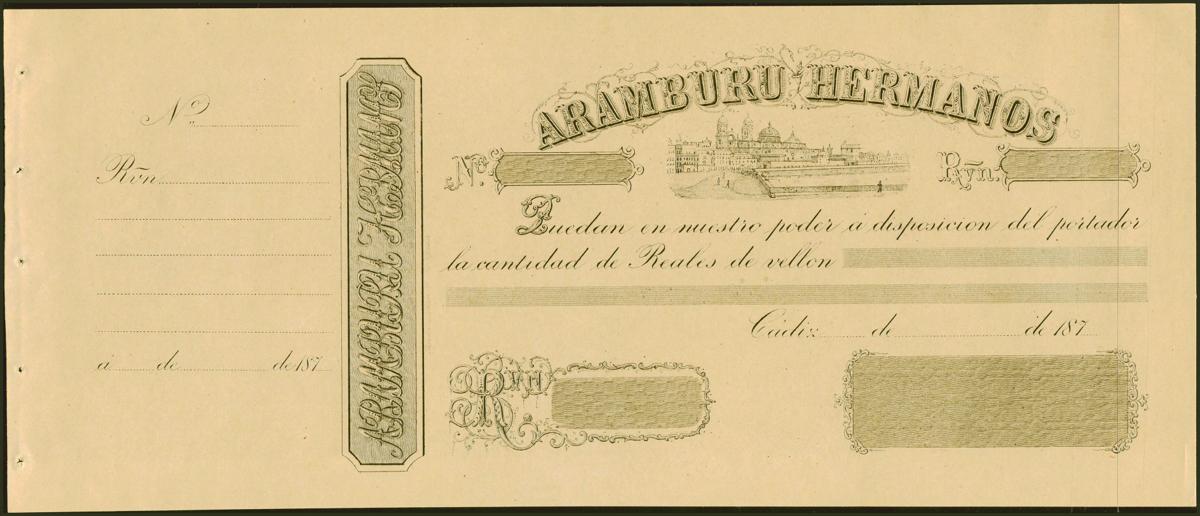 Nº
Rvn
á de de 187
ARAMBURU HERMANOS
ARAMBURU HERMANOS
Nº. Rvn.
Quedan en nuestro poder á disposicion del portador
la cantidad de Reales de vellon
Cádiz de de 187
Rvn.